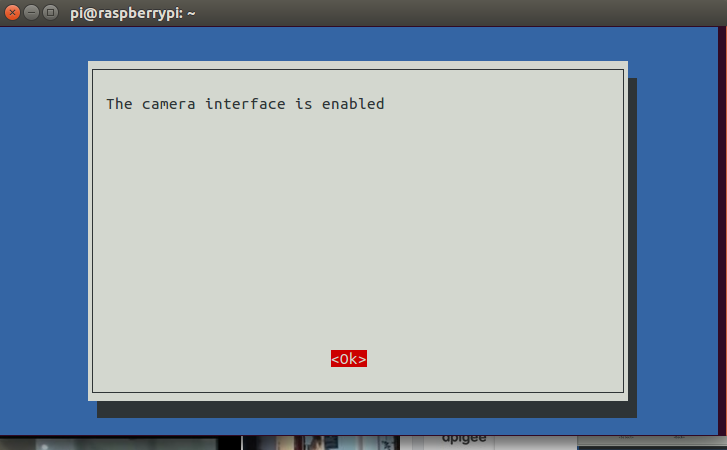 pi@raspberrypi: ~
The camera interface is enabled
<Ok>
apigee